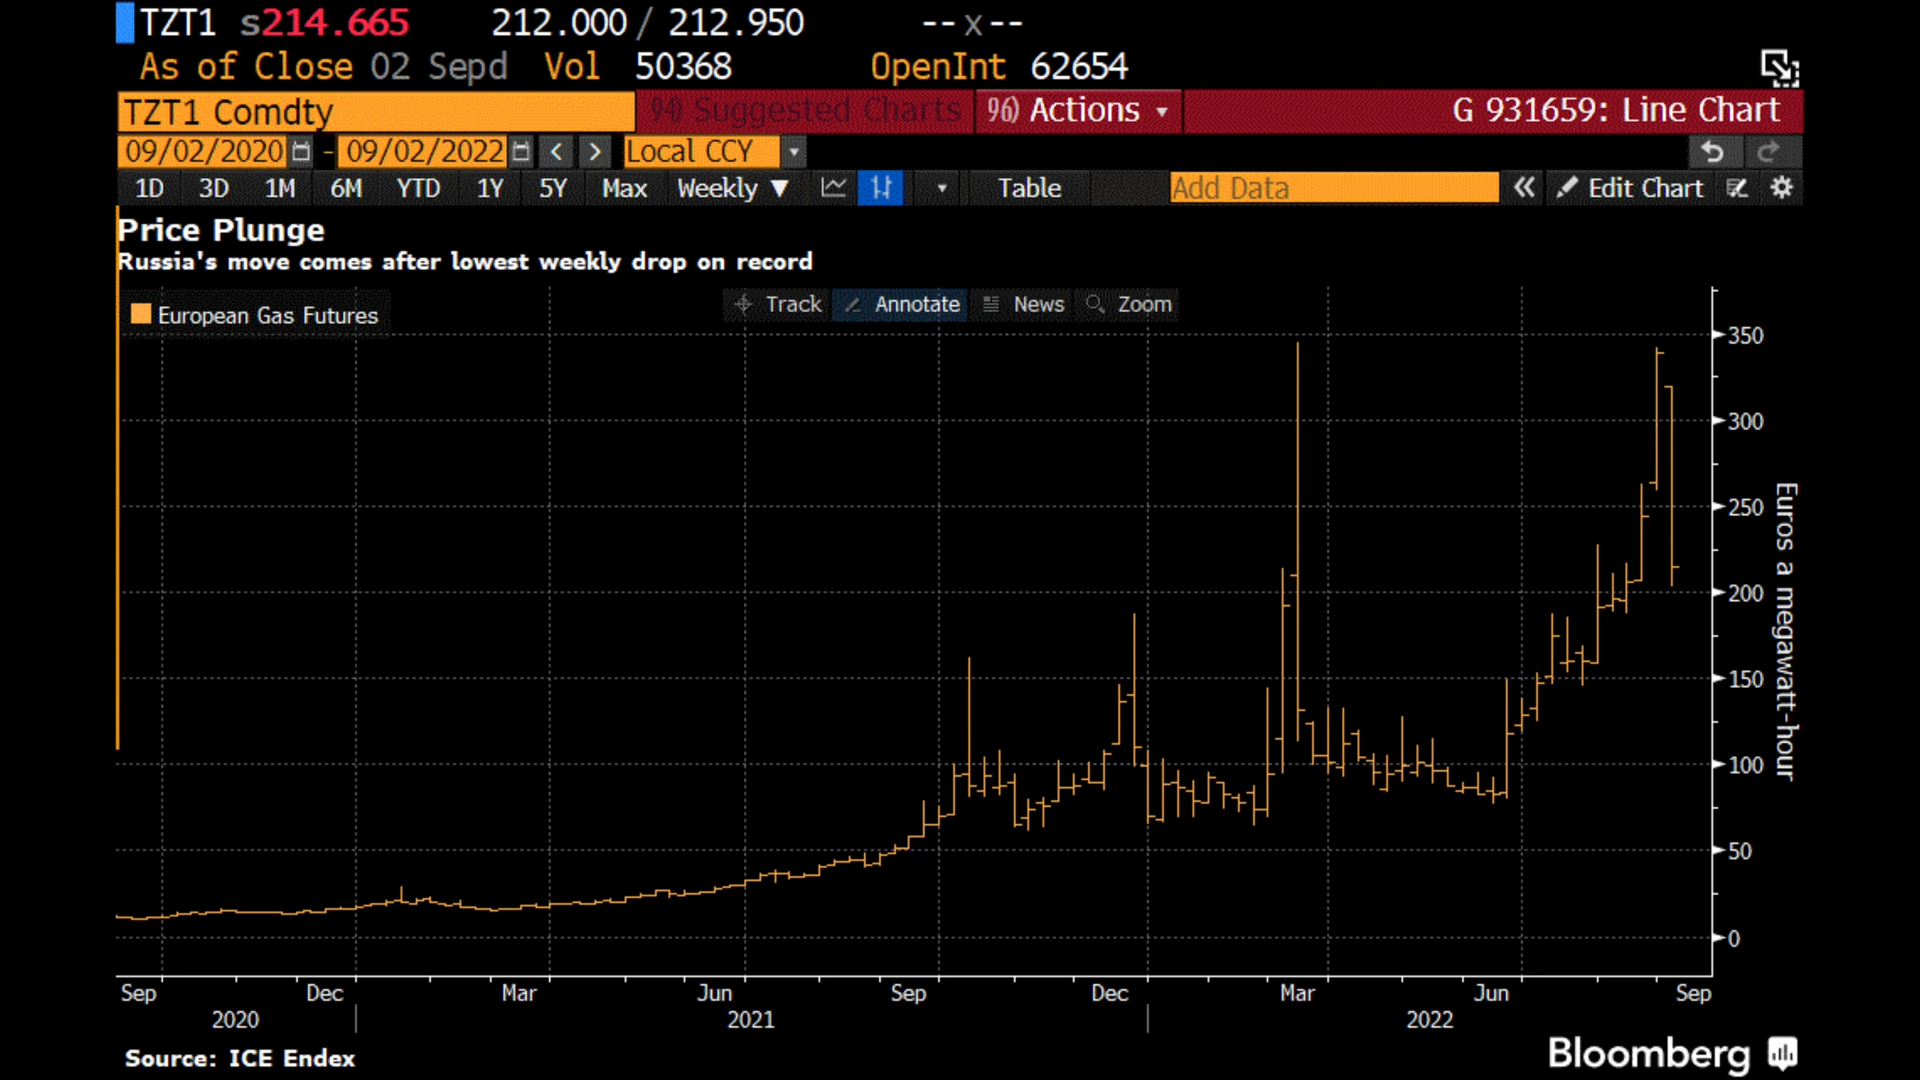 TZT1 s214.665 212.000 / 212.950 --x--
As of Close 02 Sepd Vol 50368 OpenInt 62654
TZT1 Comdty 94) Suggested Charts 96) Actions ▾ G 931659: Line Chart
09/02/2020 - 09/02/2022 < > Local CCY
1D 3D 1M 6M YTD 1Y 5Y Max Weekly ▼ Table Add Data « Edit Chart
Price Plunge
Russia's move comes after lowest weekly drop on record
European Gas Futures
Track Annotate News Zoom
350
300
250
200
150
100
50
0
Euros a megawatt-hour
Sep Dec Mar Jun Sep Dec Mar Jun Sep
2020 2021 2022
Source: ICE Endex
Bloomberg